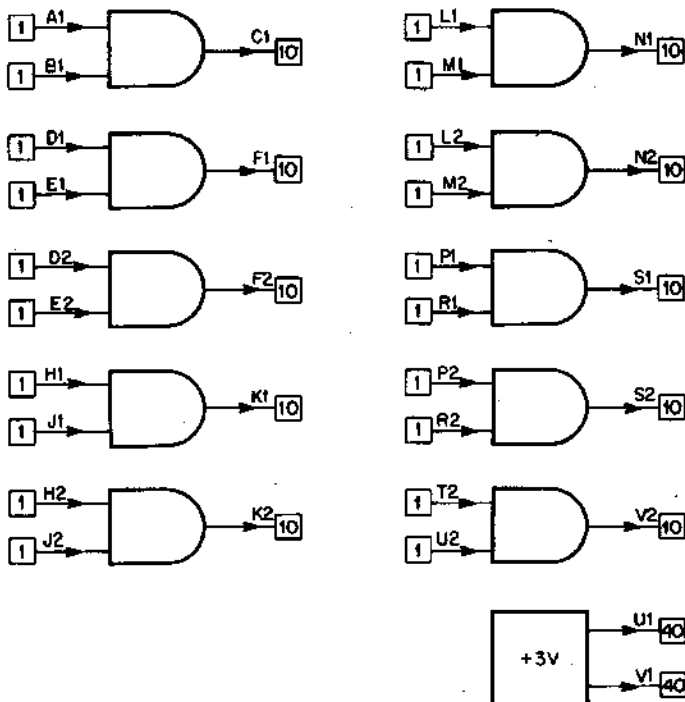 1 A1 C1 10
1 B1
1 D1 F1 10
1 E1
1 D2 F2 10
1 E2
1 H1 K1 10
1 J1
1 H2 K2 10
1 J2
1 L1 N1 10
1 M1
1 L2 N2 10
1 M2
1 P1 S1 10
1 R1
1 P2 S2 10
1 R2
1 T2 V2 10
1 U2
+3V U1 40
V1 40